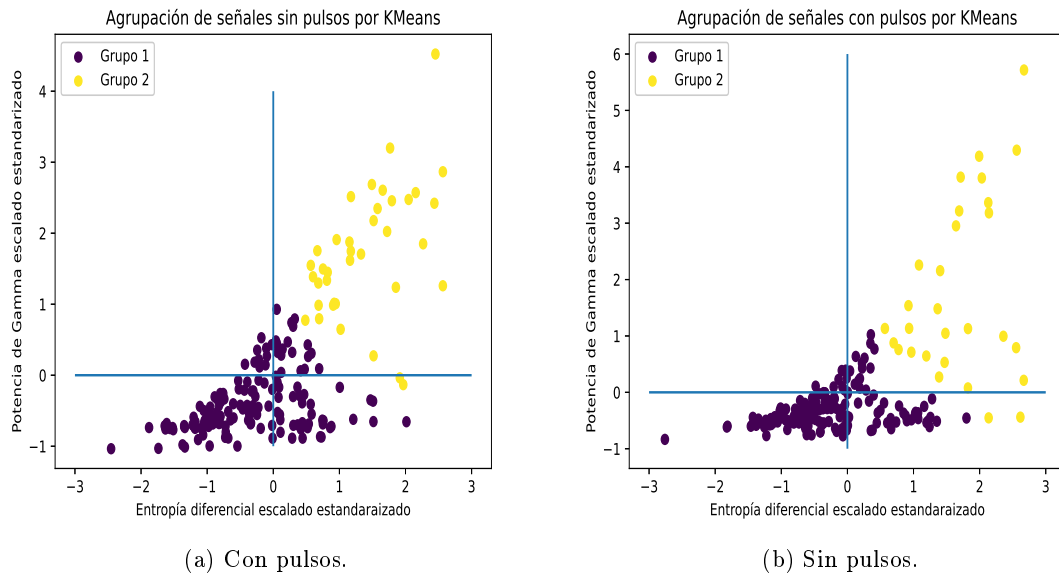 Agrupación de señales sin pulsos por KMeans
Grupo 1
Grupo 2
Potencia de Gamma escalado estandarizado
4
3
2
1
0
−1
−3
−2
−1
0
1
2
3
Entropía diferencial escalado estandaraizado
(a) Con pulsos.
Agrupación de señales con pulsos por KMeans
Grupo 1
Grupo 2
Potencia de Gamma escalado estandarizado
6
5
4
3
2
1
0
−1
−3
−2
−1
0
1
2
3
Entropía diferencial escalado estandaraizado
(b) Sin pulsos.